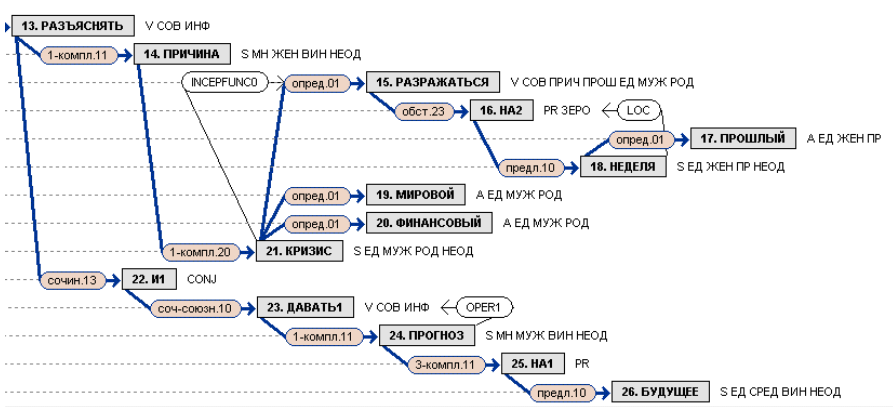 13. РАЗЪЯСНЯТЬ V СОВ ИНФ
1-компл.11 14. ПРИЧИНА S МН ЖЕН ВИН НЕОД
INCEPFUNC0 опред.01 15. РАЗРАЖАТЬСЯ V СОВ ПРИЧ ПРОШ ЕД МУЖ РОД
обст.23 16. НА2 PR ЗЕРО LOC
опред.01 17. ПРОШЛЫЙ A ЕД ЖЕН ПР
предл.10 18. НЕДЕЛЯ S ЕД ЖЕН ПР НЕОД
опред.01 19. МИРОВОЙ A ЕД МУЖ РОД
опред.01 20. ФИНАНСОВЫЙ A ЕД МУЖ РОД
1-компл.20 21. КРИЗИС S ЕД МУЖ РОД НЕОД
сочин.13 22. И1 CONJ
соч-союзн.10 23. ДАВАТЬ1 V СОВ ИНФ OPER1
1-компл.11 24. ПРОГНОЗ S МН МУЖ ВИН НЕОД
3-компл.11 25. НА1 PR
предл.10 26. БУДУЩЕЕ S ЕД СРЕД ВИН НЕОД